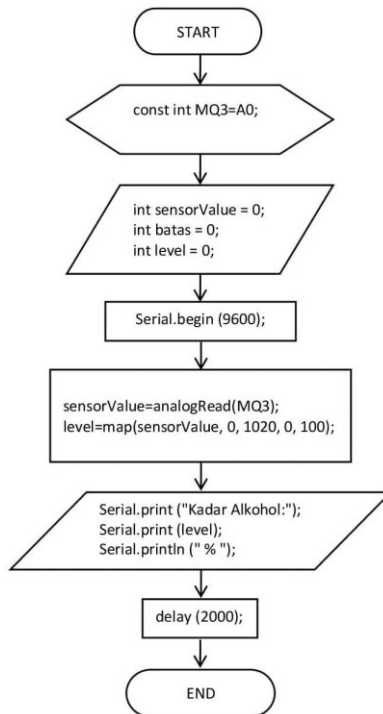 START
const int MQ3=A0;
int sensorValue = 0;
int batas = 0;
int level = 0;
Serial.begin (9600);
sensorValue=analogRead(MQ3);
level=map(sensorValue, 0, 1020, 0, 100);
Serial.print ("Kadar Alkohol:");
Serial.print (level);
Serial.println (" % ");
delay (2000);
END